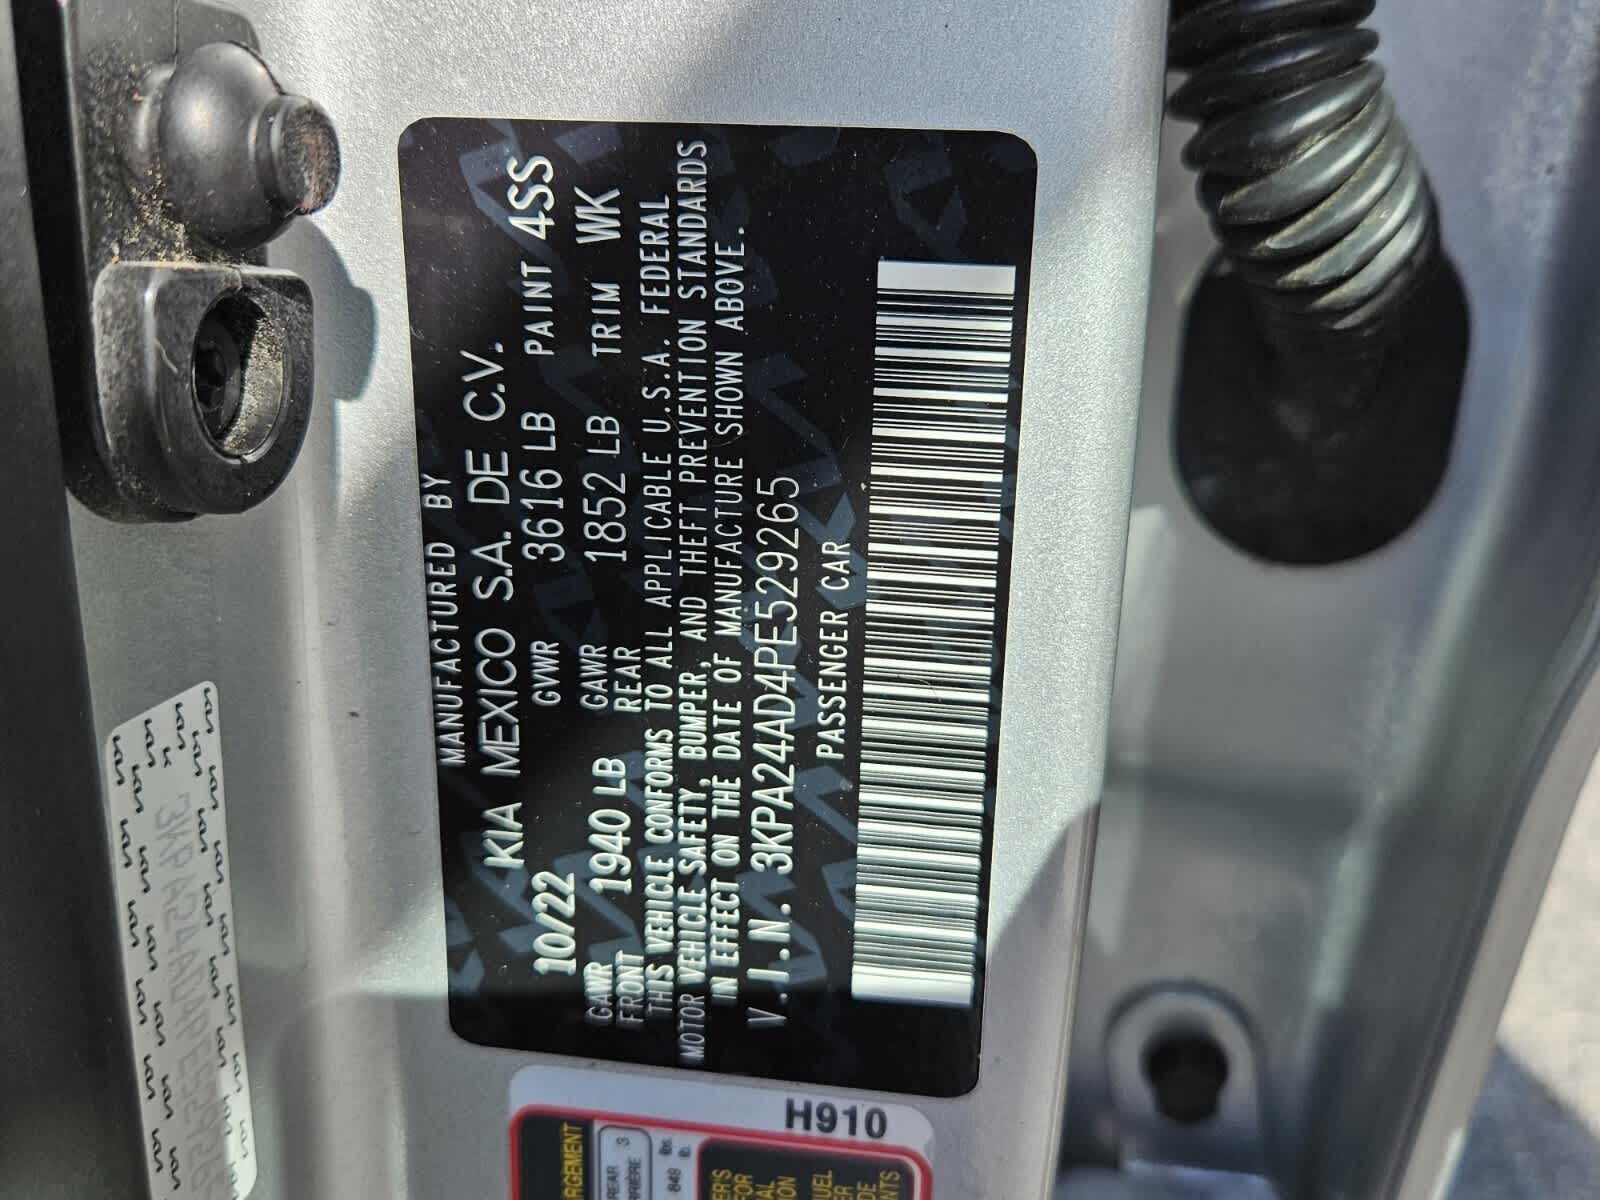 MANUFACTURED BY
KIA MEXICO S.A. DE C.V.
10/22 GVWR 3616 LB PAINT 4SS
GAWR FRONT 1940 LB GAWR REAR 1852 LB TRIM WK
THIS VEHICLE CONFORMS TO ALL APPLICABLE U.S.A. FEDERAL
MOTOR VEHICLE SAFETY, BUMPER, AND THEFT PREVENTION STANDARDS
IN EFFECT ON THE DATE OF MANUFACTURE SHOWN ABOVE.
V.I.N. 3KPA24AD4PE529265
PASSENGER CAR
H910